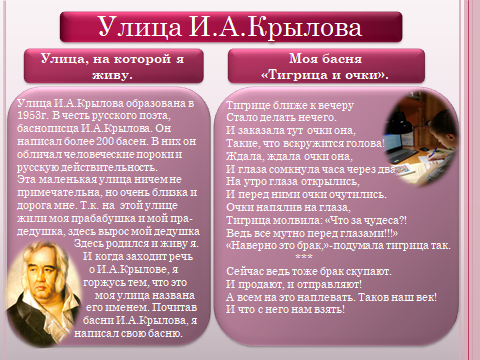 Улица И.А.Крылова
Улица, на которой я
живу.
Улица И.А.Крылова образована в
1953г. В честь русского поэта,
баснописца И.А.Крылова. Он
написал более 200 басен. В них он
обличал человеческие пороки и
русскую действительность.
Эта маленькая улица ничем не
примечательна, но очень близка и
дорога мне. Т.к. на этой улице
жили моя прабабушка и мой пра-
дедушка, здесь вырос мой дедушка
Здесь родился и живу я.
И когда заходит речь
о И.А.Крылове, я
горжусь тем, что это
моя улица названа
его именем. Почитав
басни И.А.Крылова, я
написал свою басню.
Моя басня
«Тигрица и очки».
Тигрице ближе к вечеру
Стало делать нечего.
И заказала тут очки она,
Такие, что вскружится голова!
Ждала, ждала очки она,
И глаза сомкнула часа через два
На утро глаза открылись,
И перед ними очки очутились.
Очки напялив на глаза,
Тигрица молвила: «Что за чудеса?!
Ведь все мутно перед глазами!!!»
«Наверно это брак,»-подумала тигрица так.
***
Сейчас ведь тоже брак скупают.
И продают, и отправляют!
А всем на это наплевать. Таков наш век!
И что с него нам взять!